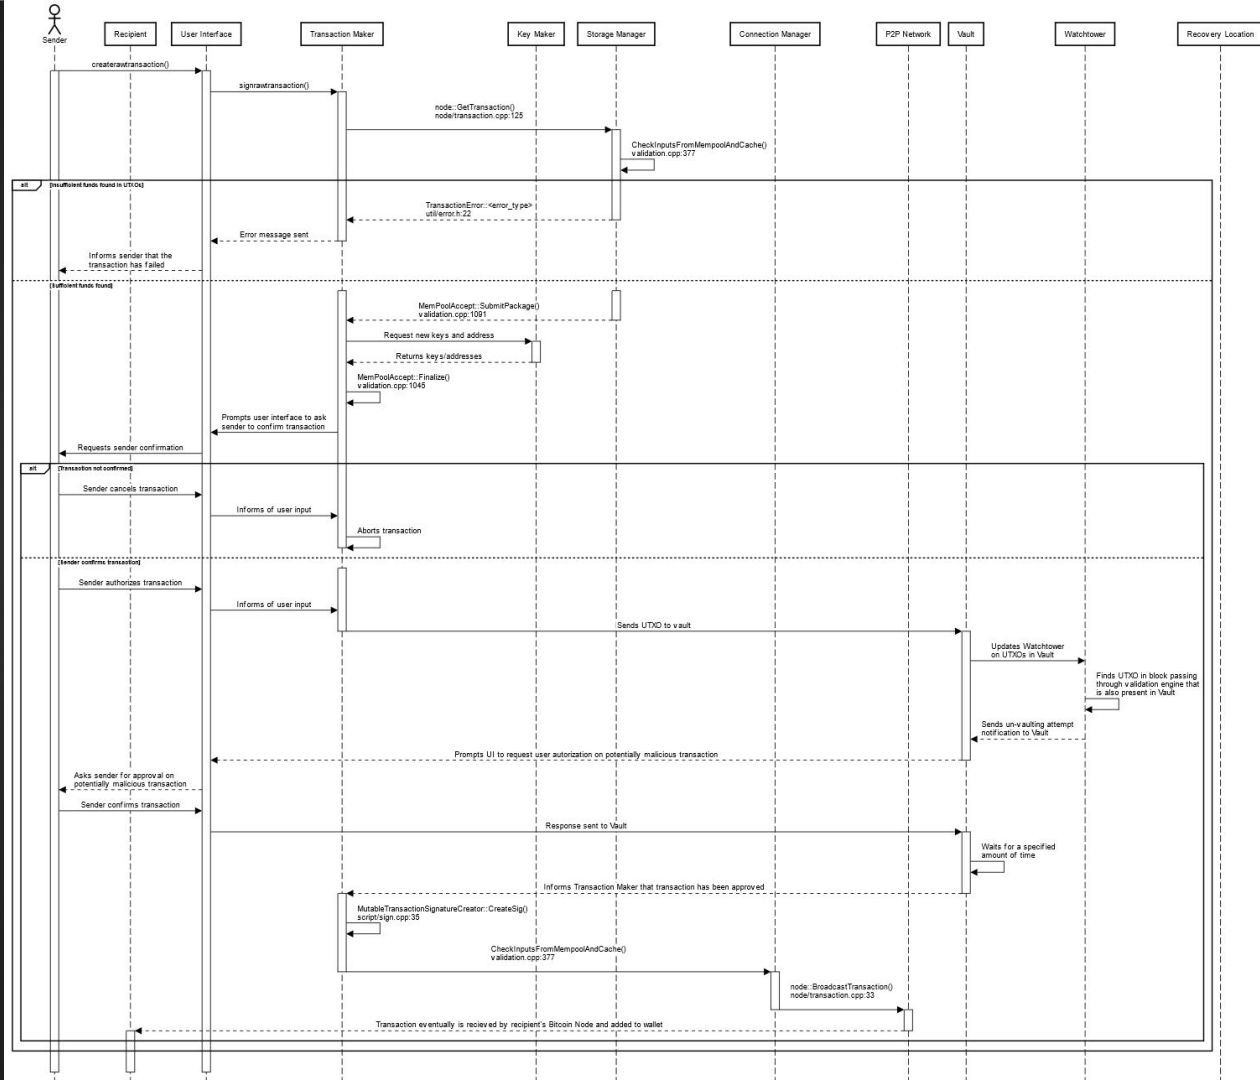 Sender
Recipient
User Interface
Transaction Maker
Key Maker
Storage Manager
Connection Manager
P2P Network
Vault
Watchtower
Recovery Location
createrawtransaction()
signrawtransaction()
node::GetTransaction()
node/transaction.cpp:125
CheckInputsFromMempoolAndCache()
validation.cpp:377
alt
[Insufficient funds found in UTXOs]
TransactionError::<error_type>
util/error.h:22
Error message sent
Informs sender that the
transaction has failed
[Sufficient funds found]
MemPoolAccept::SubmitPackage()
validation.cpp:1091
Request new keys and address
Returns keys/addresses
MemPoolAccept::Finalize()
validation.cpp:1045
Prompts user interface to ask
sender to confirm transaction
Requests sender confirmation
alt
[Transaction not confirmed]
Sender cancels transaction
Informs of user input
Aborts transaction
[Sender confirms transaction]
Sender authorizes transaction
Informs of user input
Sends UTXO to vault
Updates Watchtower
on UTXOs in Vault
Finds UTXO in block passing
through validation engine that
is also present in Vault
Sends un-vaulting attempt
notification to Vault
Prompts UI to request user autorization on potentially malicious transaction
Asks sender for approval on
potentially malicious transaction
Sender confirms transaction
Response sent to Vault
Waits for a specified
amount of time
Informs Transaction Maker that transaction has been approved
MutableTransactionSignatureCreator::CreateSig()
script/sign.cpp:35
CheckInputsFromMempoolAndCache()
validation.cpp:377
node::BroadcastTransaction()
node/transaction.cpp:33
Transaction eventually is recieved by recipient's Bitcoin Node and added to wallet